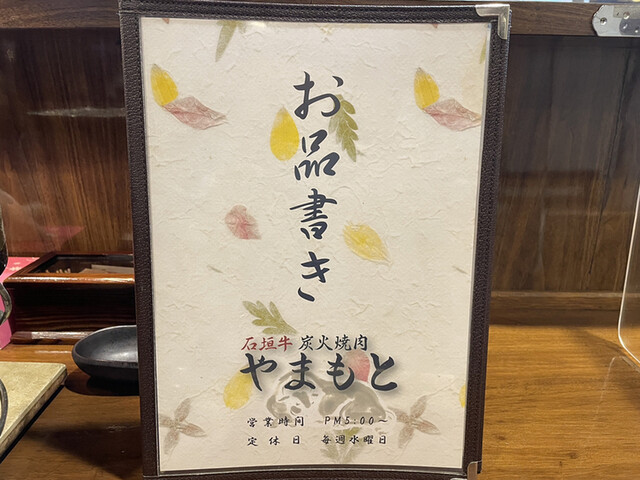 お品書き
石垣牛 炭火焼肉
やまもと
営業時間 PM5:00～
定休日 毎週水曜日